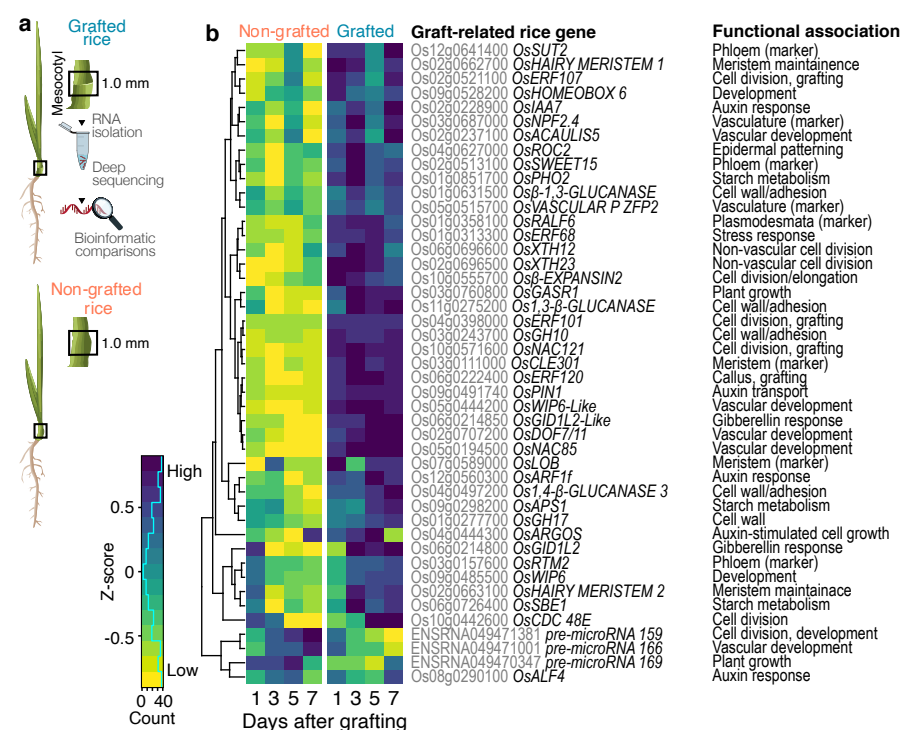 a
Grafted
rice
Mesocotyl
1.0 mm
RNA
isolation
Deep
sequencing
Bioinformatic
comparisons
Non-grafted
rice
1.0 mm
High
0.5
Z-score
0
-0.5
Low
0 40
Count
b
Non-grafted Grafted Graft-related rice gene Functional association
Os12g0641400 OsSUT2 Phloem (marker)
Os02g0662700 OsHAIRY MERISTEM 1 Meristem maintainence
Os02g0521100 OsERF107 Cell division, grafting
Os09g0528200 OsHOMEOBOX 6 Development
Os02g0228900 OsIAA7 Auxin response
Os03g0687000 OsNPF2.4 Vasculature (marker)
Os02g0237100 OsACAULIS5 Vascular development
Os04g0627000 OsROC2 Epidermal patterning
Os02g0513100 OsSWEET15 Phloem (marker)
Os01g0851700 OsPHO2 Starch metabolism
Os01g0631500 Osß-1,3-GLUCANASE Cell wall/adhesion
Os05g0515700 OsVASCULAR P ZFP2 Vasculature (marker)
Os01g0358100 OsRALF6 Plasmodesmata (marker)
Os01g0313300 OsERF68 Stress response
Os06g0696600 OsXTH12 Non-vascular cell division
Os02g0696500 OsXTH23 Non-vascular cell division
Os10g0555700 Osβ-EXPANSIN2 Cell division/elongation
Os03g0760800 OsGASR1 Plant growth
Os11g0275200 Os1,3-β-GLUCANASE Cell wall/adhesion
Os04g0398000 OsERF101 Cell division, grafting
Os03g0243700 OsGH10 Cell wall/adhesion
Os10g0571600 OsNAC121 Cell division, grafting
Os03g0111000 OsCLE301 Meristem (marker)
Os06g0222400 OsERF120 Callus, grafting
Os09g0491740 OsPIN1 Auxin transport
Os05g0444200 OsWIP6-Like Vascular development
Os06g0214850 OsGID1L2-Like Gibberellin response
Os02g0707200 OsDOF7/11 Vascular development
Os05g0194500 OsNAC85 Vascular development
Os07g0589000 OsLOB Meristem (marker)
Os12g0560300 OsARF1f Auxin response
Os04g0497200 Os1,4-β-GLUCANASE 3 Cell wall/adhesion
Os09g0298200 OsAPS1 Starch metabolism
Os01g0277700 OsGH17 Cell wall
Os04g0444300 OsARGOS Auxin-stimulated cell growth
Os06g0214800 OsGID1L2 Gibberellin response
Os03g0157600 OsRTM2 Phloem (marker)
Os09g0485500 OsWIP6 Development
Os02g0663100 OsHAIRY MERISTEM 2 Meristem maintainace
Os06g0726400 OsSBE1 Starch metabolism
Os10g0442600 OsCDC 48E Cell division
ENSRNA049471381 pre-microRNA 159 Cell division, development
ENSRNA049471001 pre-microRNA 166 Vascular development
ENSRNA049470347 pre-microRNA 169 Plant growth
Os08g0290100 OsALF4 Auxin response
1 3 5 7 1 3 5 7
Days after grafting